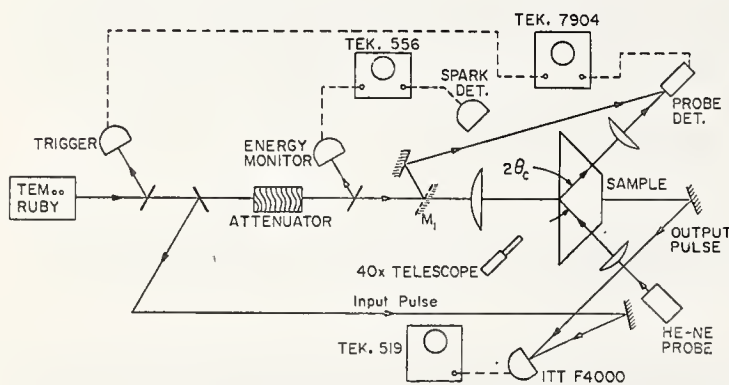 TEK. 7904
TEK. 556
SPARK
DET.
PROBE
DET.
TRIGGER
ENERGY
MONITOR
2θc
SAMPLE
TEM₀₀
RUBY
ATTENUATOR
M₁
OUTPUT
PULSE
40x TELESCOPE
Input Pulse
HE-NE
PROBE
TEK. 519
ITT F4000